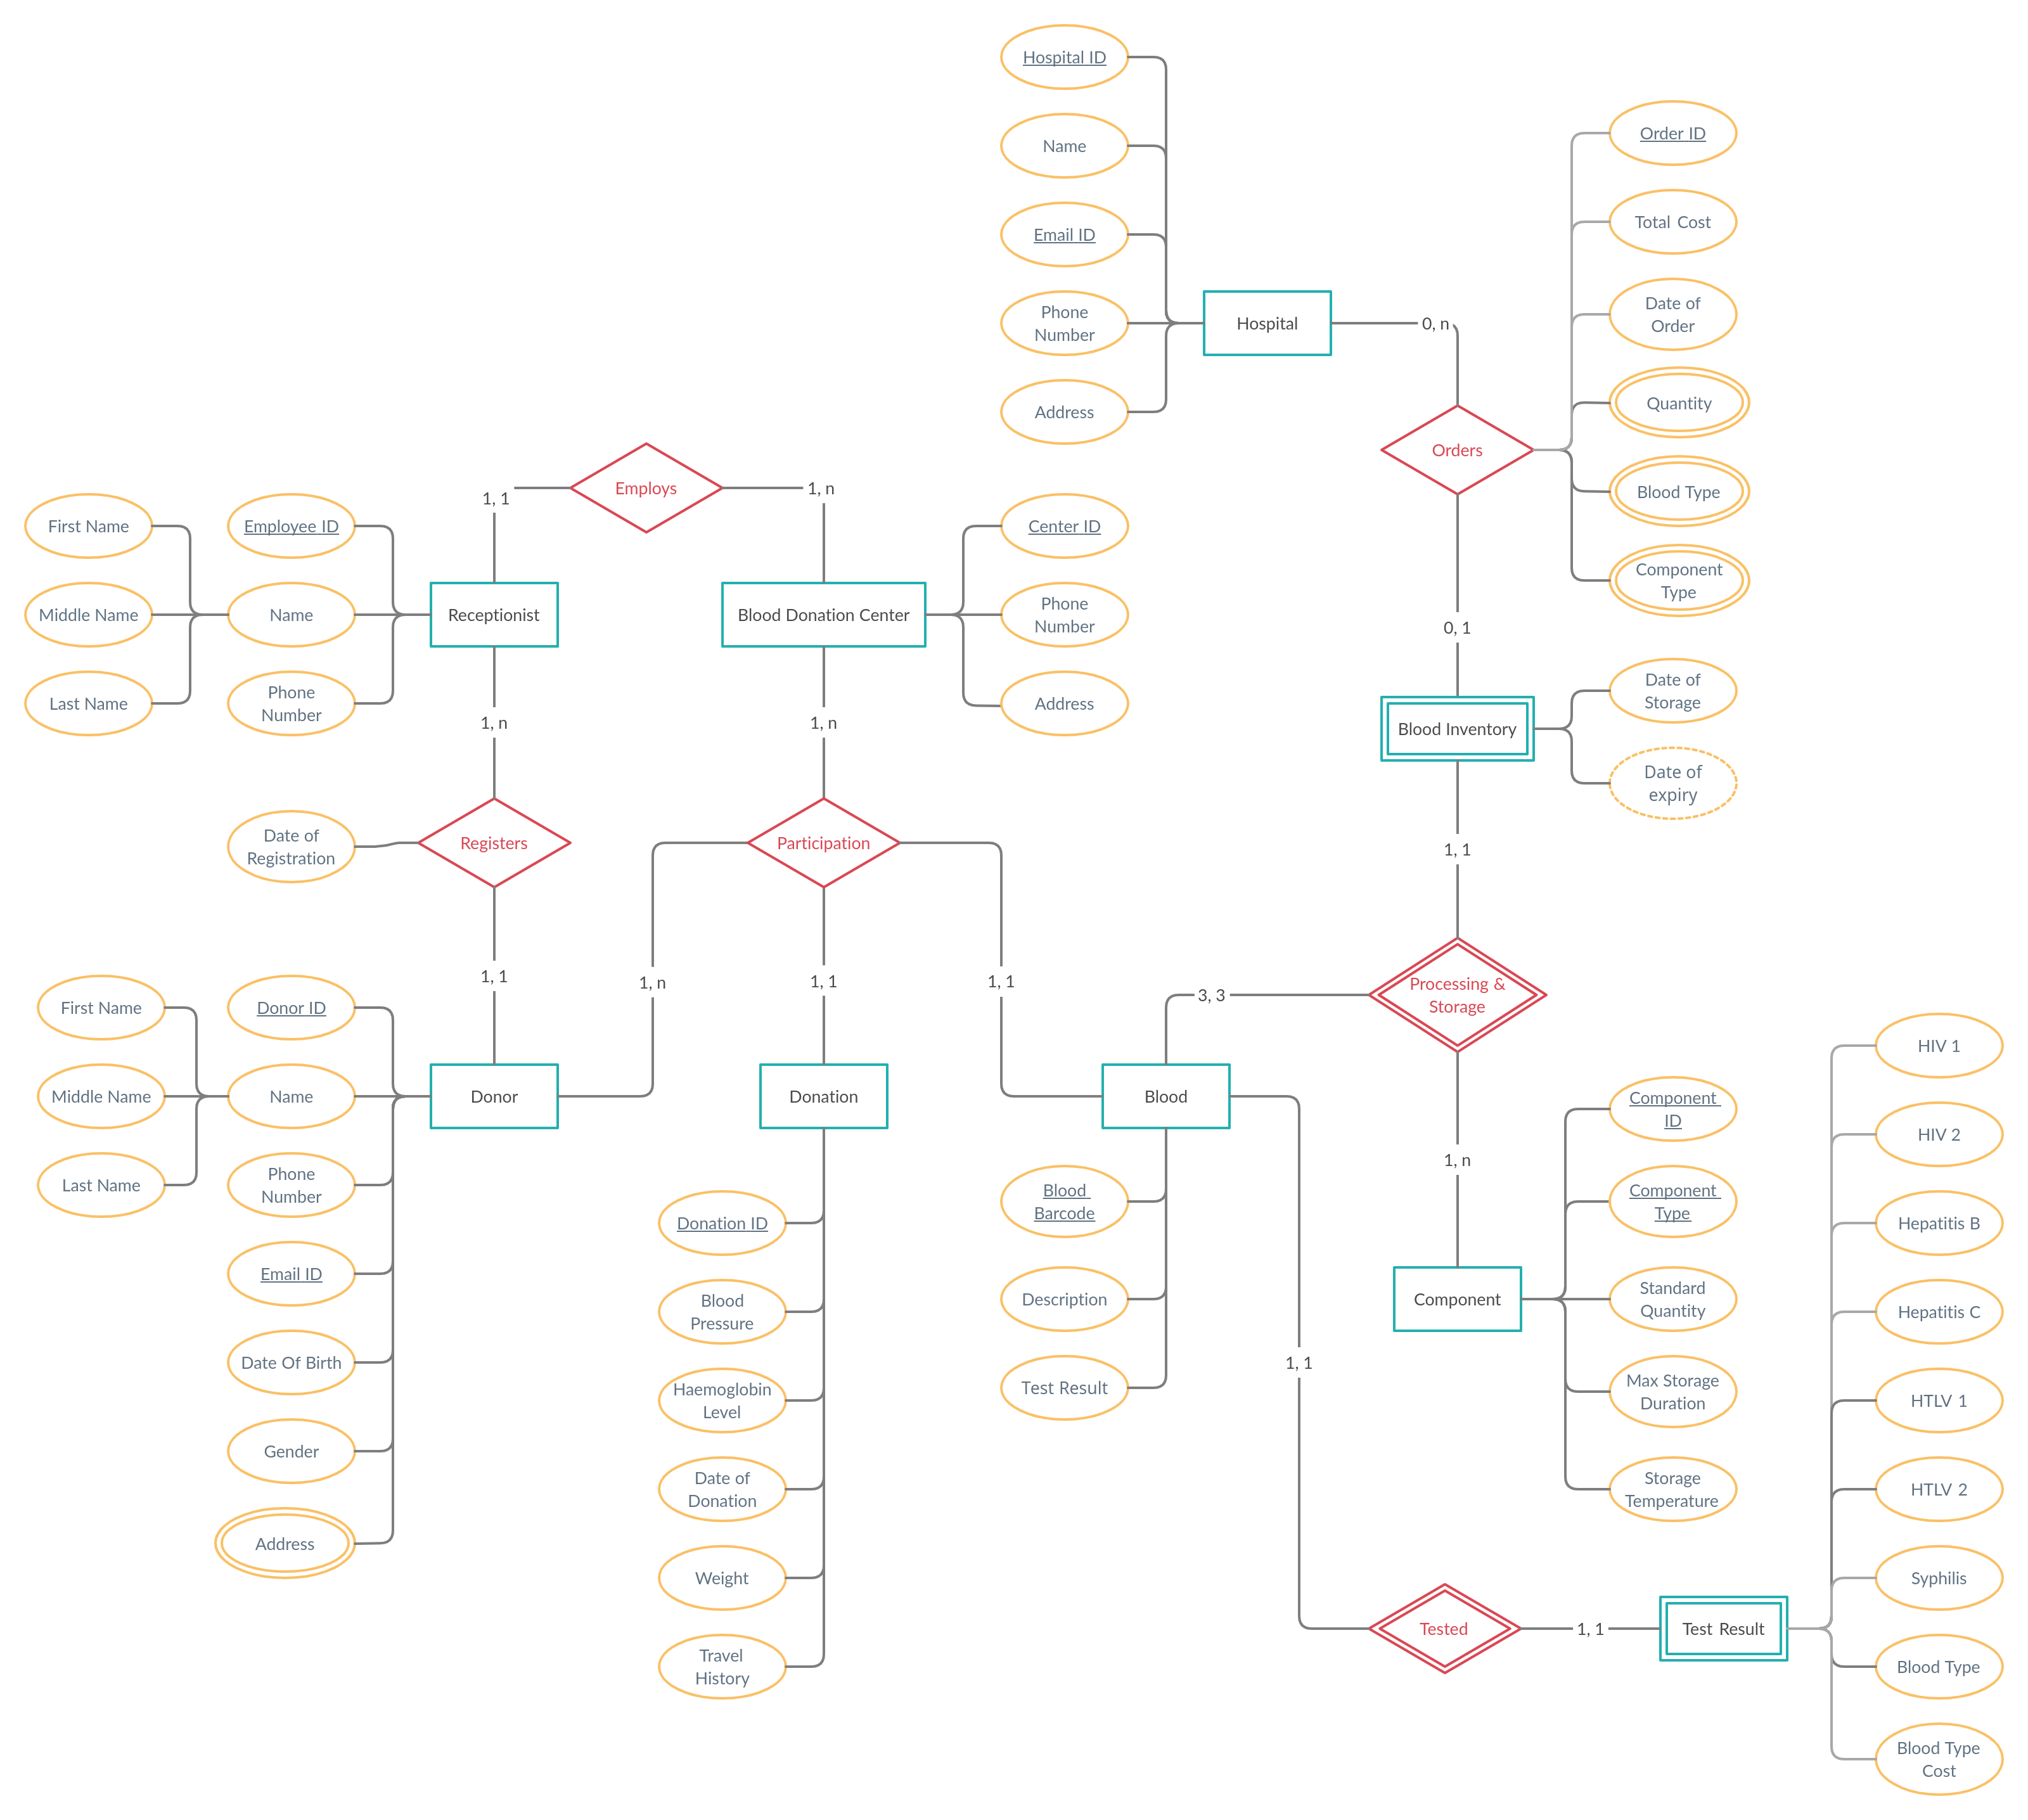 Hospital ID
Name
Email ID
Phone
Number
Address
Hospital
0, n
Order ID
Total Cost
Date of
Order
Quantity
Blood Type
Component
Type
Orders
0, 1
Employs
1, 1
1, n
First Name
Middle Name
Last Name
Employee ID
Name
Phone
Number
Receptionist
Blood Donation Center
Center ID
Phone
Number
Address
Blood Inventory
Date of
Storage
Date of
expiry
1, n
1, n
1, 1
Date of
Registration
Registers
Participation
1, 1
1, n
1, 1
1, 1
3, 3
Processing &
Storage
First Name
Middle Name
Last Name
Donor ID
Name
Phone
Number
Email ID
Date Of Birth
Gender
Address
Donor
Donation
Blood
Donation ID
Blood
Pressure
Haemoglobin
Level
Date of
Donation
Weight
Travel
History
Blood
Barcode
Description
Test Result
1, 1
1, n
Component
Component
ID
Component
Type
Standard
Quantity
Max Storage
Duration
Storage
Temperature
Tested
1, 1
Test Result
HIV 1
HIV 2
Hepatitis B
Hepatitis C
HTLV 1
HTLV 2
Syphilis
Blood Type
Blood Type
Cost